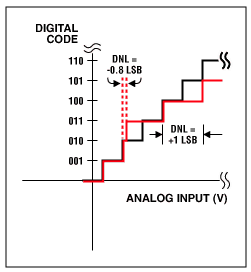 DIGITAL
CODE
DNL =
-0.8 LSB
110
101
100
011
010
001
DNL =
+1 LSB
ANALOG INPUT (V)